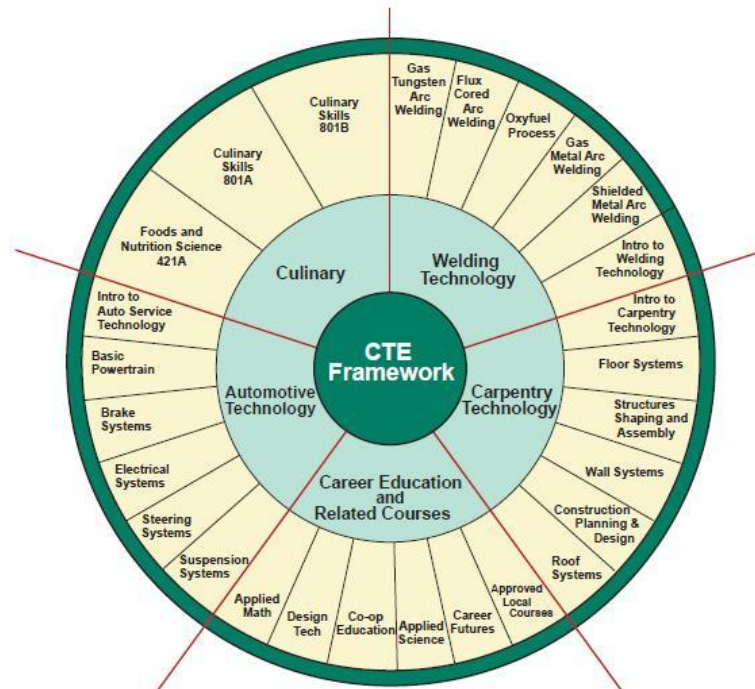 CTE
Framework
Culinary
Welding
Technology
Carpentry
Technology
Career Education
and
Related Courses
Automotive
Technology
Gas
Tungsten
Arc
Welding
Flux
Cored
Arc
Welding
Oxyfuel
Process
Gas
Metal Arc
Welding
Shielded
Metal Arc
Welding
Intro to
Welding
Technology
Intro to
Carpentry
Technology
Floor Systems
Structures
Shaping and
Assembly
Wall Systems
Construction
Planning &
Design
Roof
Systems
Approved
Local
Courses
Career
Futures
Applied
Science
Co-op
Education
Design
Tech
Applied
Math
Suspension
Systems
Steering
Systems
Electrical
Systems
Brake
Systems
Basic
Powertrain
Intro to
Auto Service
Technology
Foods and
Nutrition Science
421A
Culinary
Skills
801A
Culinary
Skills
801B